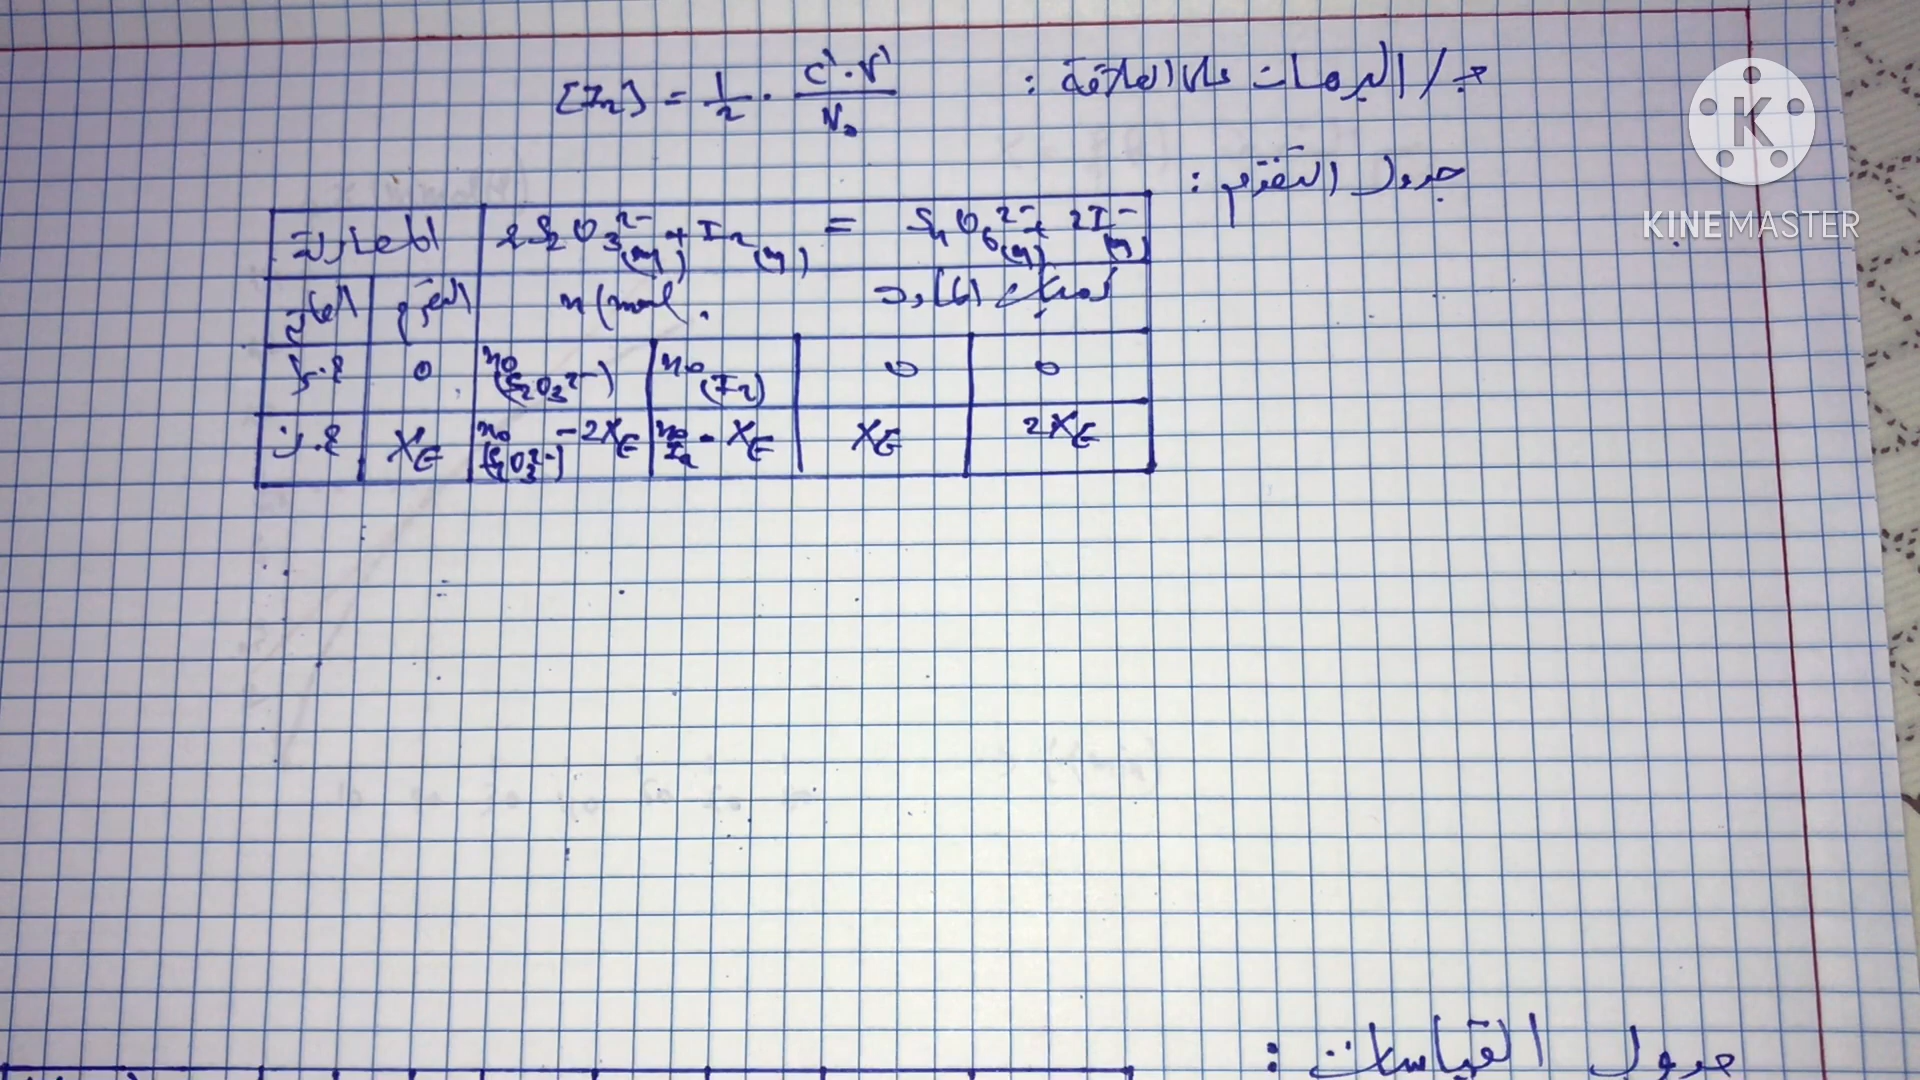 ج/ البرهان على العلاقة : [I₂] = 1/2 . C'.V'/V₀
K
KINEMASTER
جدول التقدم :
المعادلة 2S₂O₃²⁻(aq) + I₂(aq) = S₄O₆²⁻(aq) + 2I⁻(aq)
الحالة التقدم n(mol) كميات المادة
ح.إ 0 n₀(S₂O₃²⁻) n₀(I₂) 0 0
ح.ن X_E n₀(S₂O₃²⁻) - 2X_E n₀ I₂ - X_E X_E 2X_E
جدول القياسات :